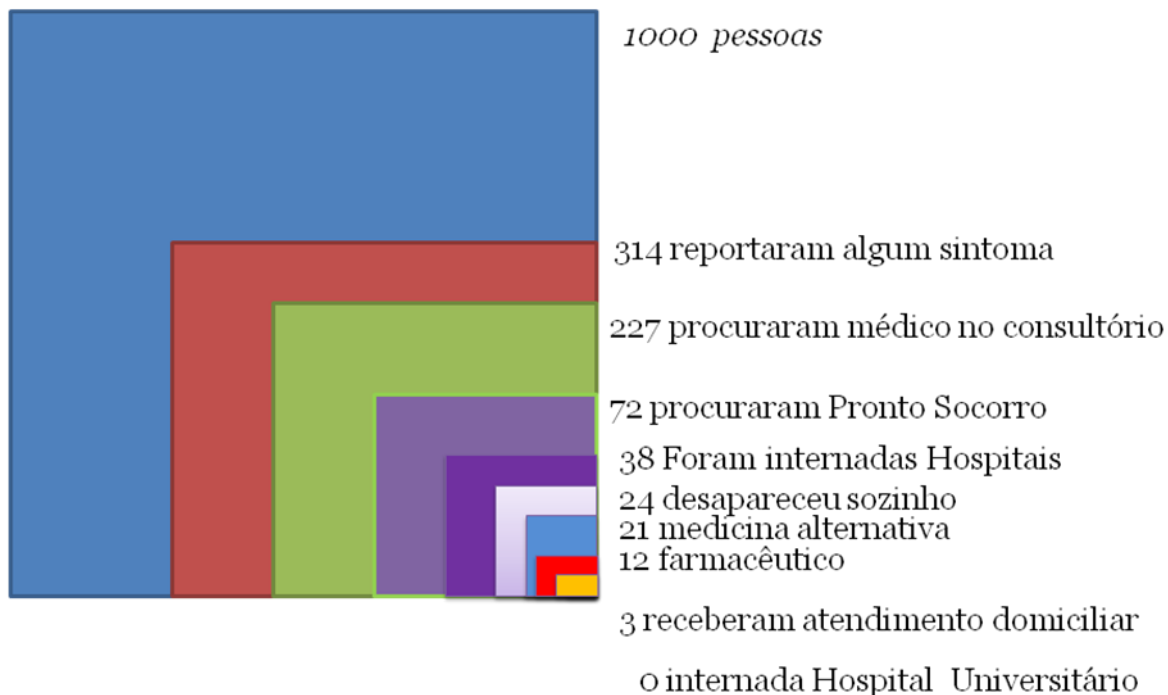 1000 pessoas
314 reportaram algum sintoma
227 procuraram médico no consultório
72 procuraram Pronto Socorro
38 Foram internadas Hospitais
24 desapareceu sozinho
21 medicina alternativa
12 farmacêutico
3 receberam atendimento domiciliar
0 internada Hospital Universitário